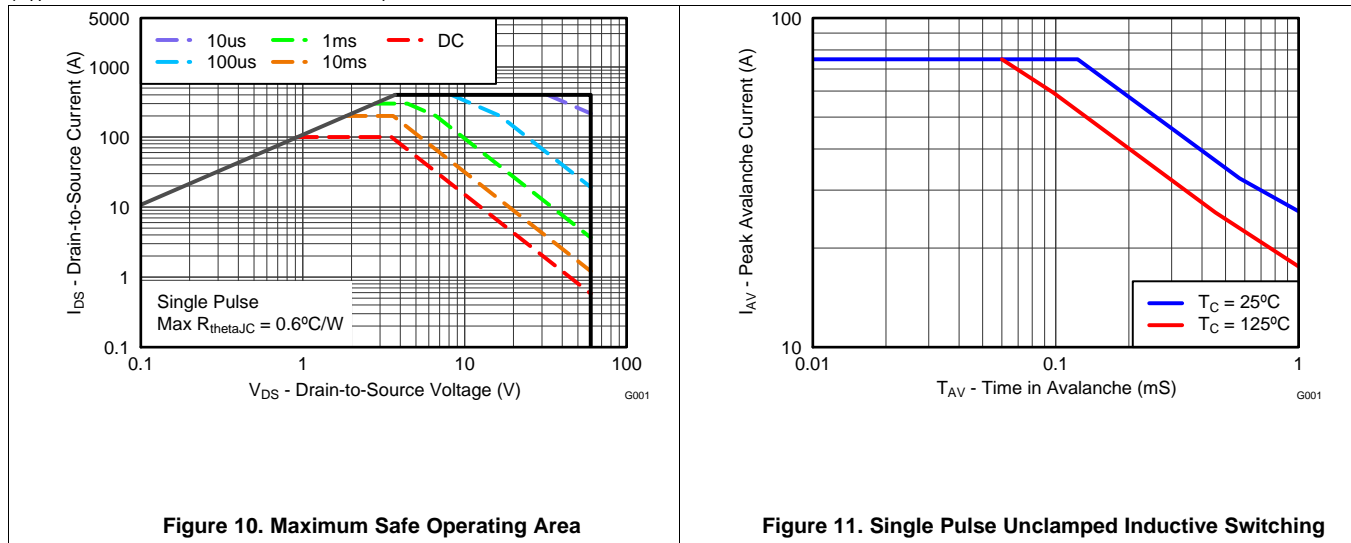 5000
1000
100
10
1
0.1
I_DS - Drain-to-Source Current (A)
10us
1ms
DC
100us
10ms
Single Pulse
Max R_thetaJC = 0.6ºC/W
0.1
1
10
100
V_DS - Drain-to-Source Voltage (V)
G001
Figure 10. Maximum Safe Operating Area
100
10
I_AV - Peak Avalanche Current (A)
T_C = 25ºC
T_C = 125ºC
0.01
0.1
1
T_AV - Time in Avalanche (mS)
G001
Figure 11. Single Pulse Unclamped Inductive Switching